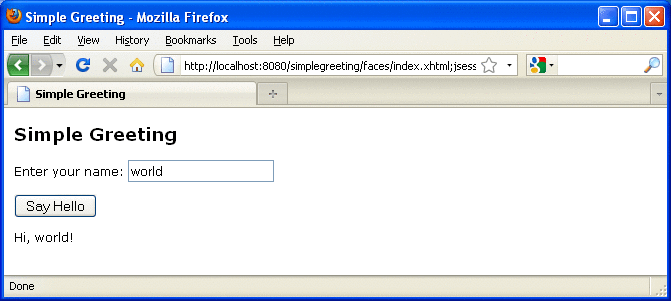 Simple Greeting - Mozilla Firefox
File Edit View History Bookmarks Tools Help
http://localhost:8080/simplegreeting/faces/index.xhtml;jsess
Simple Greeting
Simple Greeting
Enter your name: world
Say Hello
Hi, world!
Done